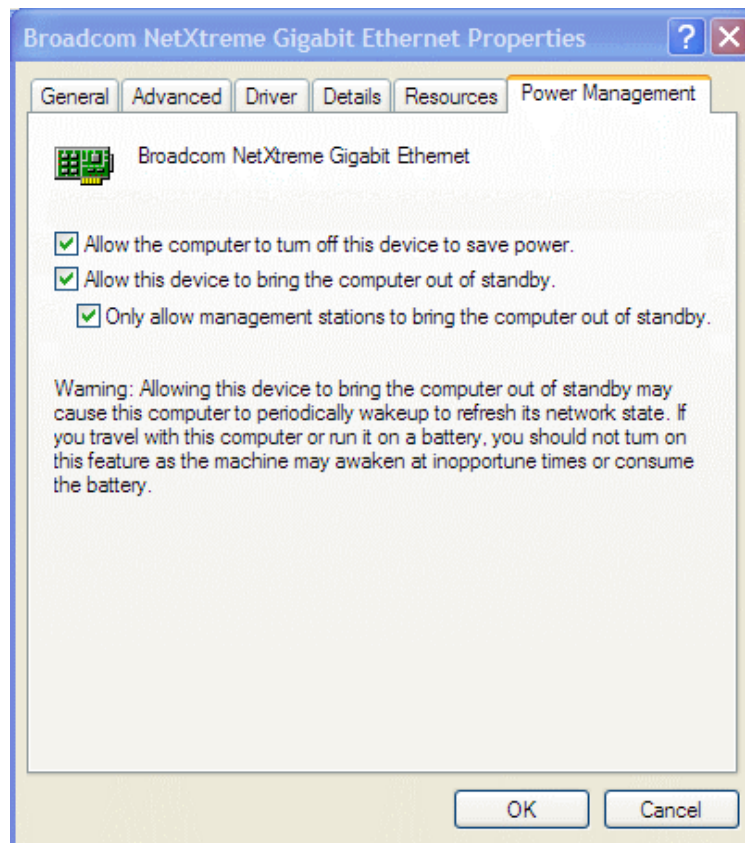 Broadcom NetXtreme Gigabit Ethernet Properties
General Advanced Driver Details Resources Power Management
Broadcom NetXtreme Gigabit Ethernet
Allow the computer to turn off this device to save power.
Allow this device to bring the computer out of standby.
Only allow management stations to bring the computer out of standby.
Warning: Allowing this device to bring the computer out of standby may
cause this computer to periodically wakeup to refresh its network state. If
you travel with this computer or run it on a battery, you should not turn on
this feature as the machine may awaken at inopportune times or consume
the battery.
OK Cancel